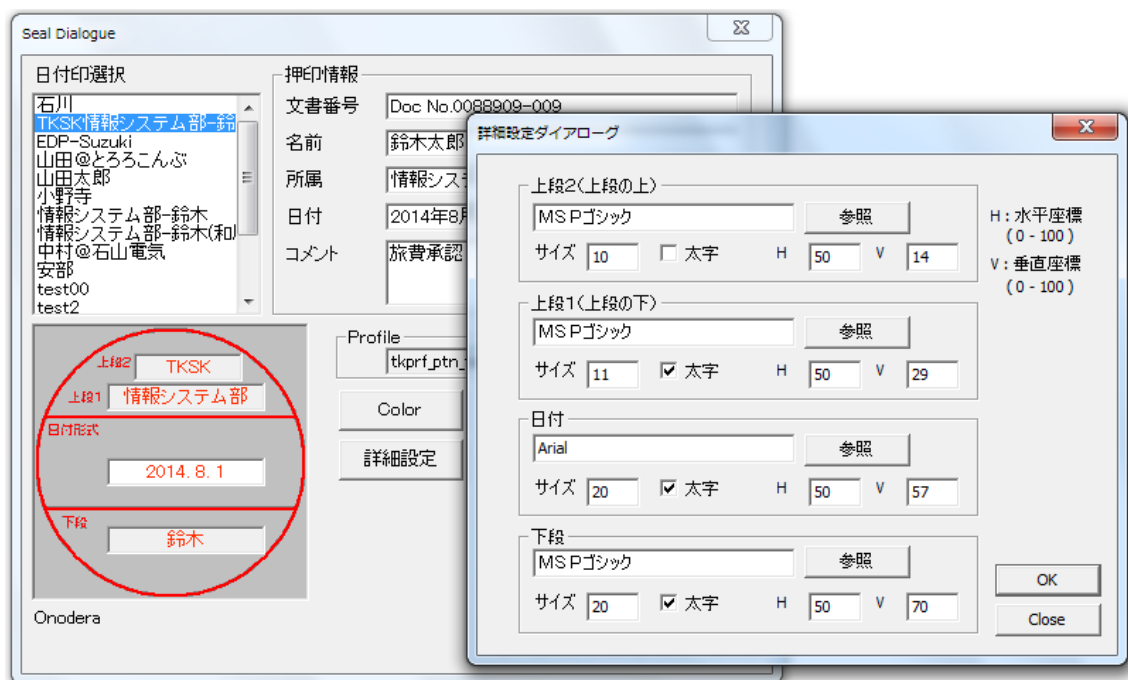 Seal Dialogue
日付印選択
石川
TKSK情報システム部-鈴
EDP-Suzuki
山田@とろろこんぶ
山田太郎
小野寺
情報システム部-鈴木
情報システム部-鈴木(和
中村@石山電気
安部
test00
test2
押印情報
文書番号 Doc No.0088909-009
名前 鈴木太郎
所属 情報シス
日付 2014年8
コメント 旅費承認
上段2 TKSK
上段1 情報システム部
日付形式
2014. 8. 1
下段 鈴木
Onodera
Profile
tkprf_ptn_
Color
詳細設定
詳細設定ダイアローグ
上段2(上段の上)
MS Pゴシック 参照
サイズ 10 太字 H 50 V 14
上段1(上段の下)
MS Pゴシック 参照
サイズ 11 太字 H 50 V 29
日付
Arial 参照
サイズ 20 太字 H 50 V 57
下段
MS Pゴシック 参照
サイズ 20 太字 H 50 V 70
H:水平座標
(0-100)
V:垂直座標
(0-100)
OK
Close